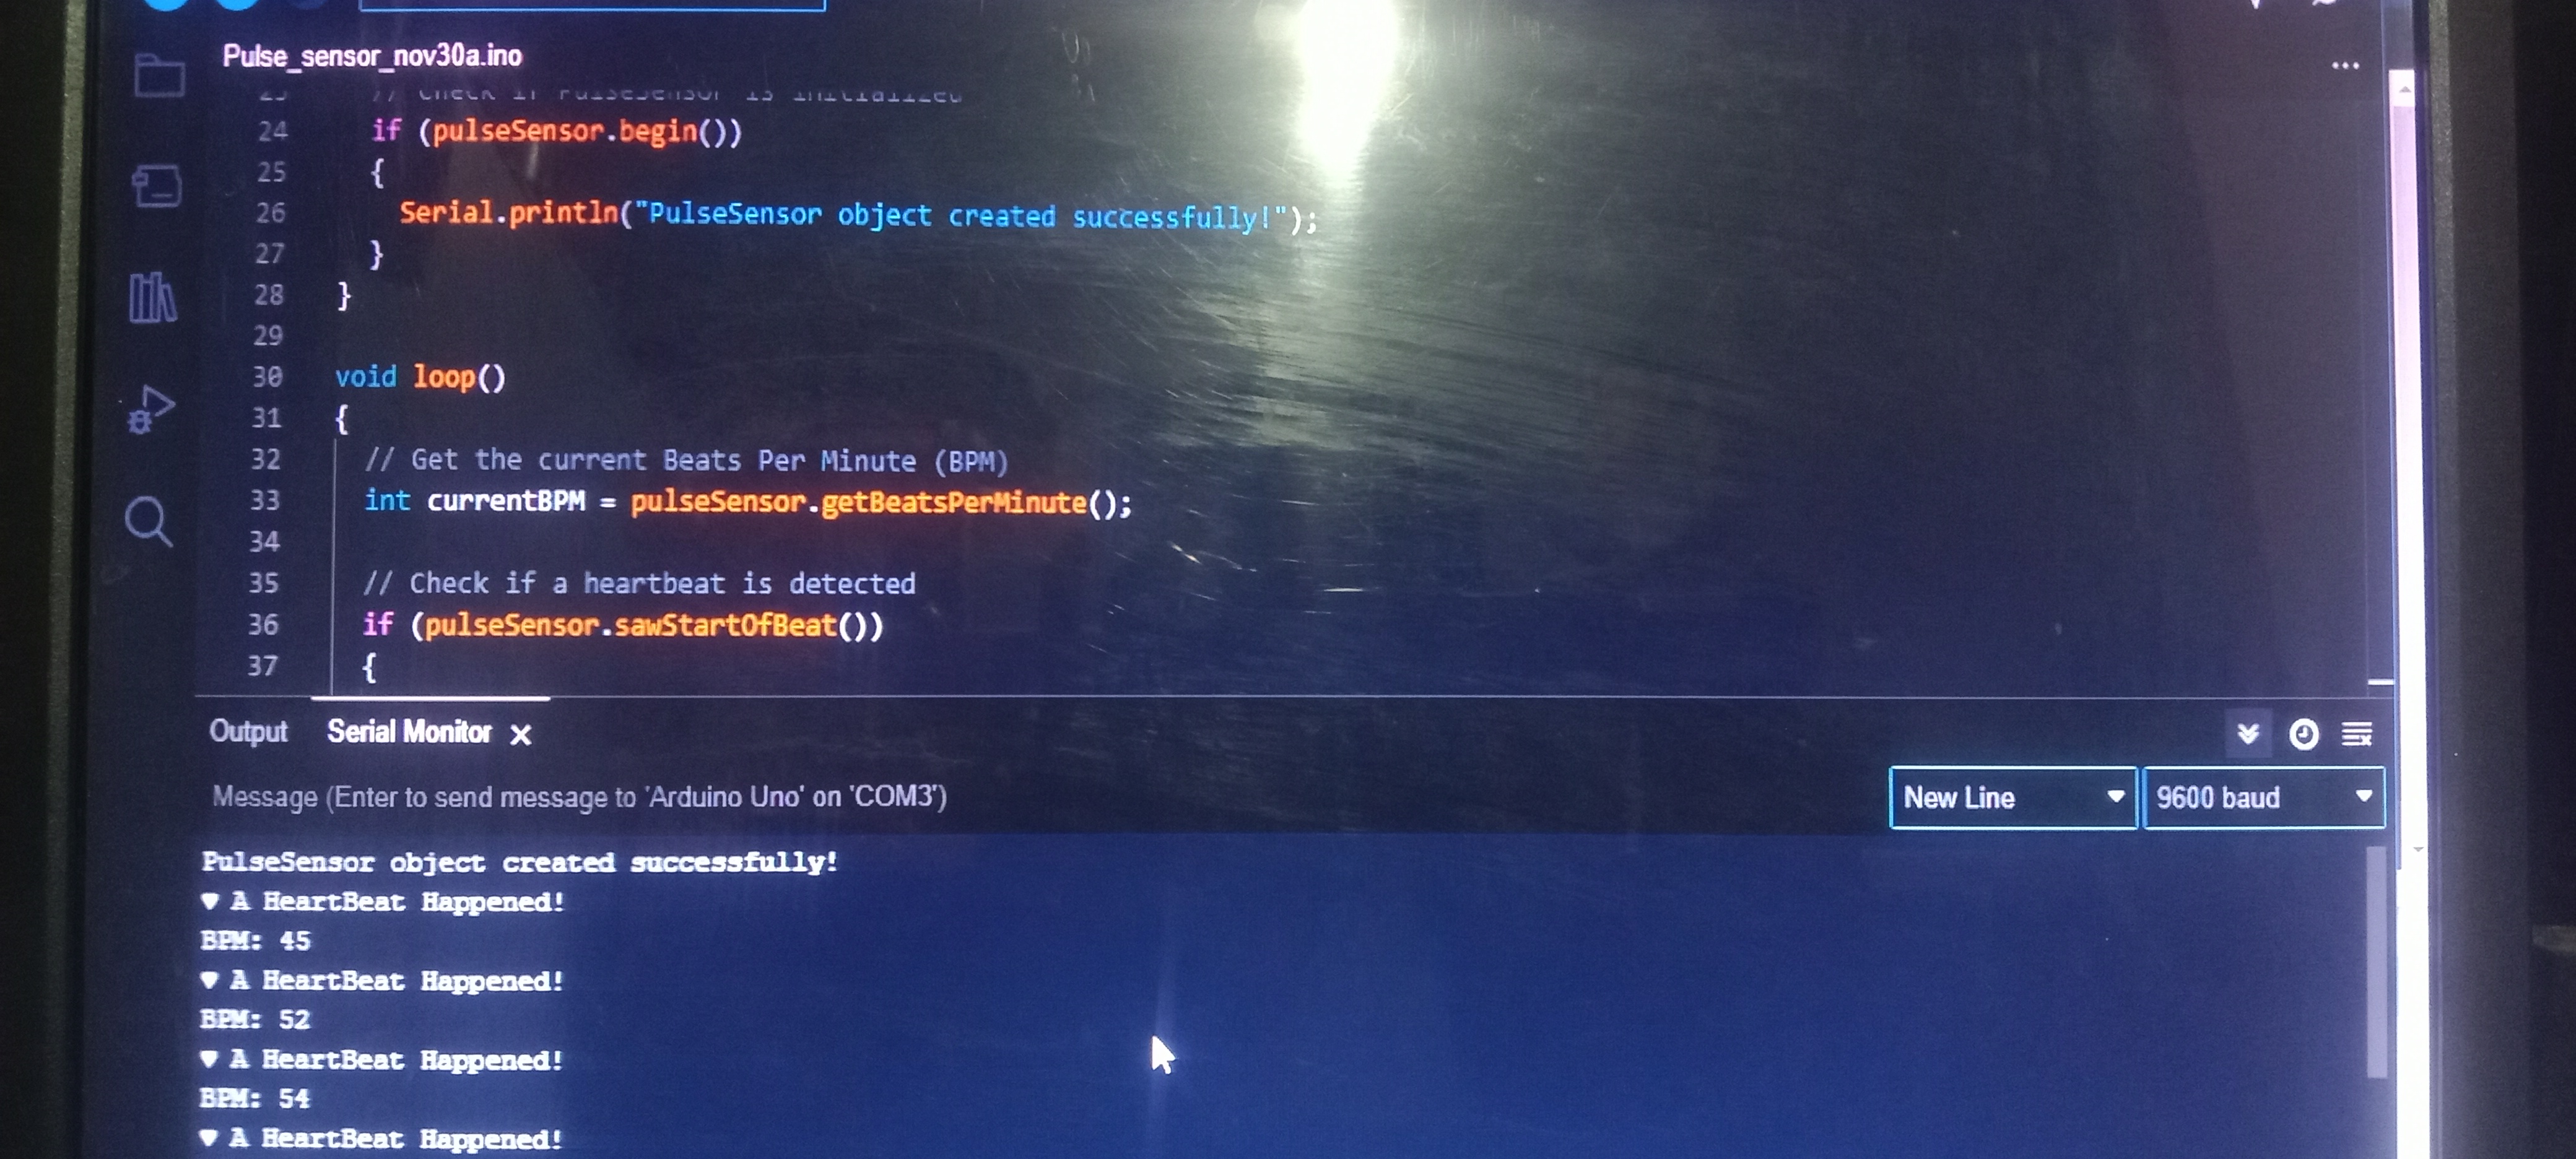 Pulse_sensor_nov30a.ino
...
23 // Check if PulseSensor is initialized
24 if (pulseSensor.begin())
25 {
26 Serial.println("PulseSensor object created successfully!");
27 }
28 }
29
30 void loop()
31 {
32 // Get the current Beats Per Minute (BPM)
33 int currentBPM = pulseSensor.getBeatsPerMinute();
34
35 // Check if a heartbeat is detected
36 if (pulseSensor.sawStartOfBeat())
37 {
Output Serial Monitor ×
Message (Enter to send message to 'Arduino Uno' on 'COM3') New Line 9600 baud
PulseSensor object created successfully!
♥ A HeartBeat Happened!
BPM: 45
♥ A HeartBeat Happened!
BPM: 52
♥ A HeartBeat Happened!
BPM: 54
♥ A HeartBeat Happened!